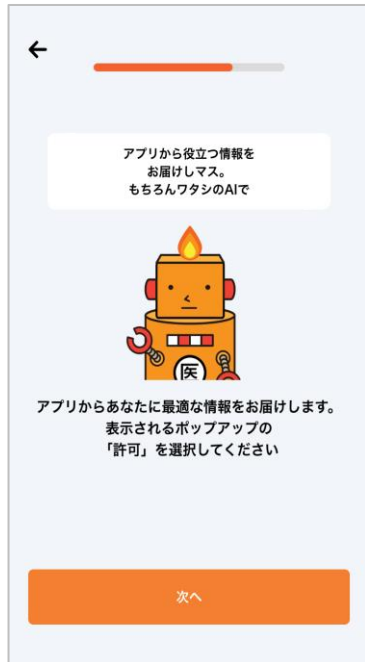 アプリから役立つ情報を
お届けしマス。
もちろんワタシのAIで
医
アプリからあなたに最適な情報をお届けします。
表示されるポップアップの
「許可」を選択してください
次へ